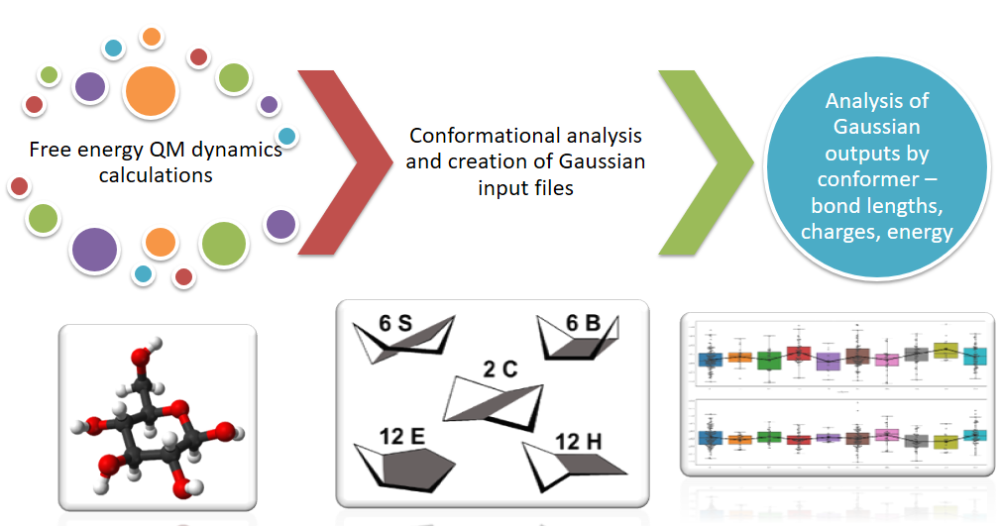 Free energy QM dynamics
calculations
Conformational analysis
and creation of Gaussian
input files
Analysis of
Gaussian
outputs by
conformer –
bond lengths,
charges, energy
6 S
6 B
2 C
12 E
12 H